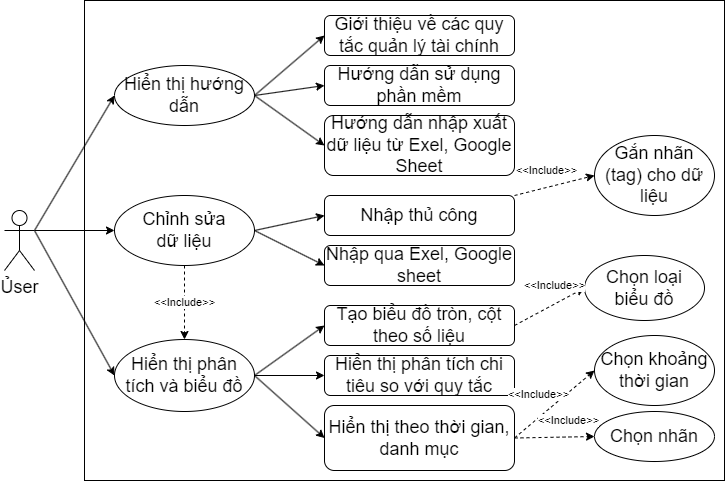 Giới thiệu về các quy
tắc quản lý tài chính
Hiển thị hướng
dẫn
Hướng dẫn sử dụng
phần mềm
Hướng dẫn nhập xuất
dữ liệu từ Exel, Google
Sheet
<<Include>>
Gắn nhãn
(tag) cho dữ
liệu
Ủser
Chỉnh sửa
dữ liệu
Nhập thủ công
Nhập qua Exel, Google
sheet
<<Include>>
<<Include>>
Chọn loại
biểu đồ
Tạo biểu đồ tròn, cột
theo số liệu
Hiển thị phân
tích và biểu đồ
Hiển thị phân tích chi
tiêu so với quy tắc
<<Include>>
Chọn khoảng
thời gian
Hiển thị theo thời gian,
danh mục
<<Include>>
Chọn nhãn